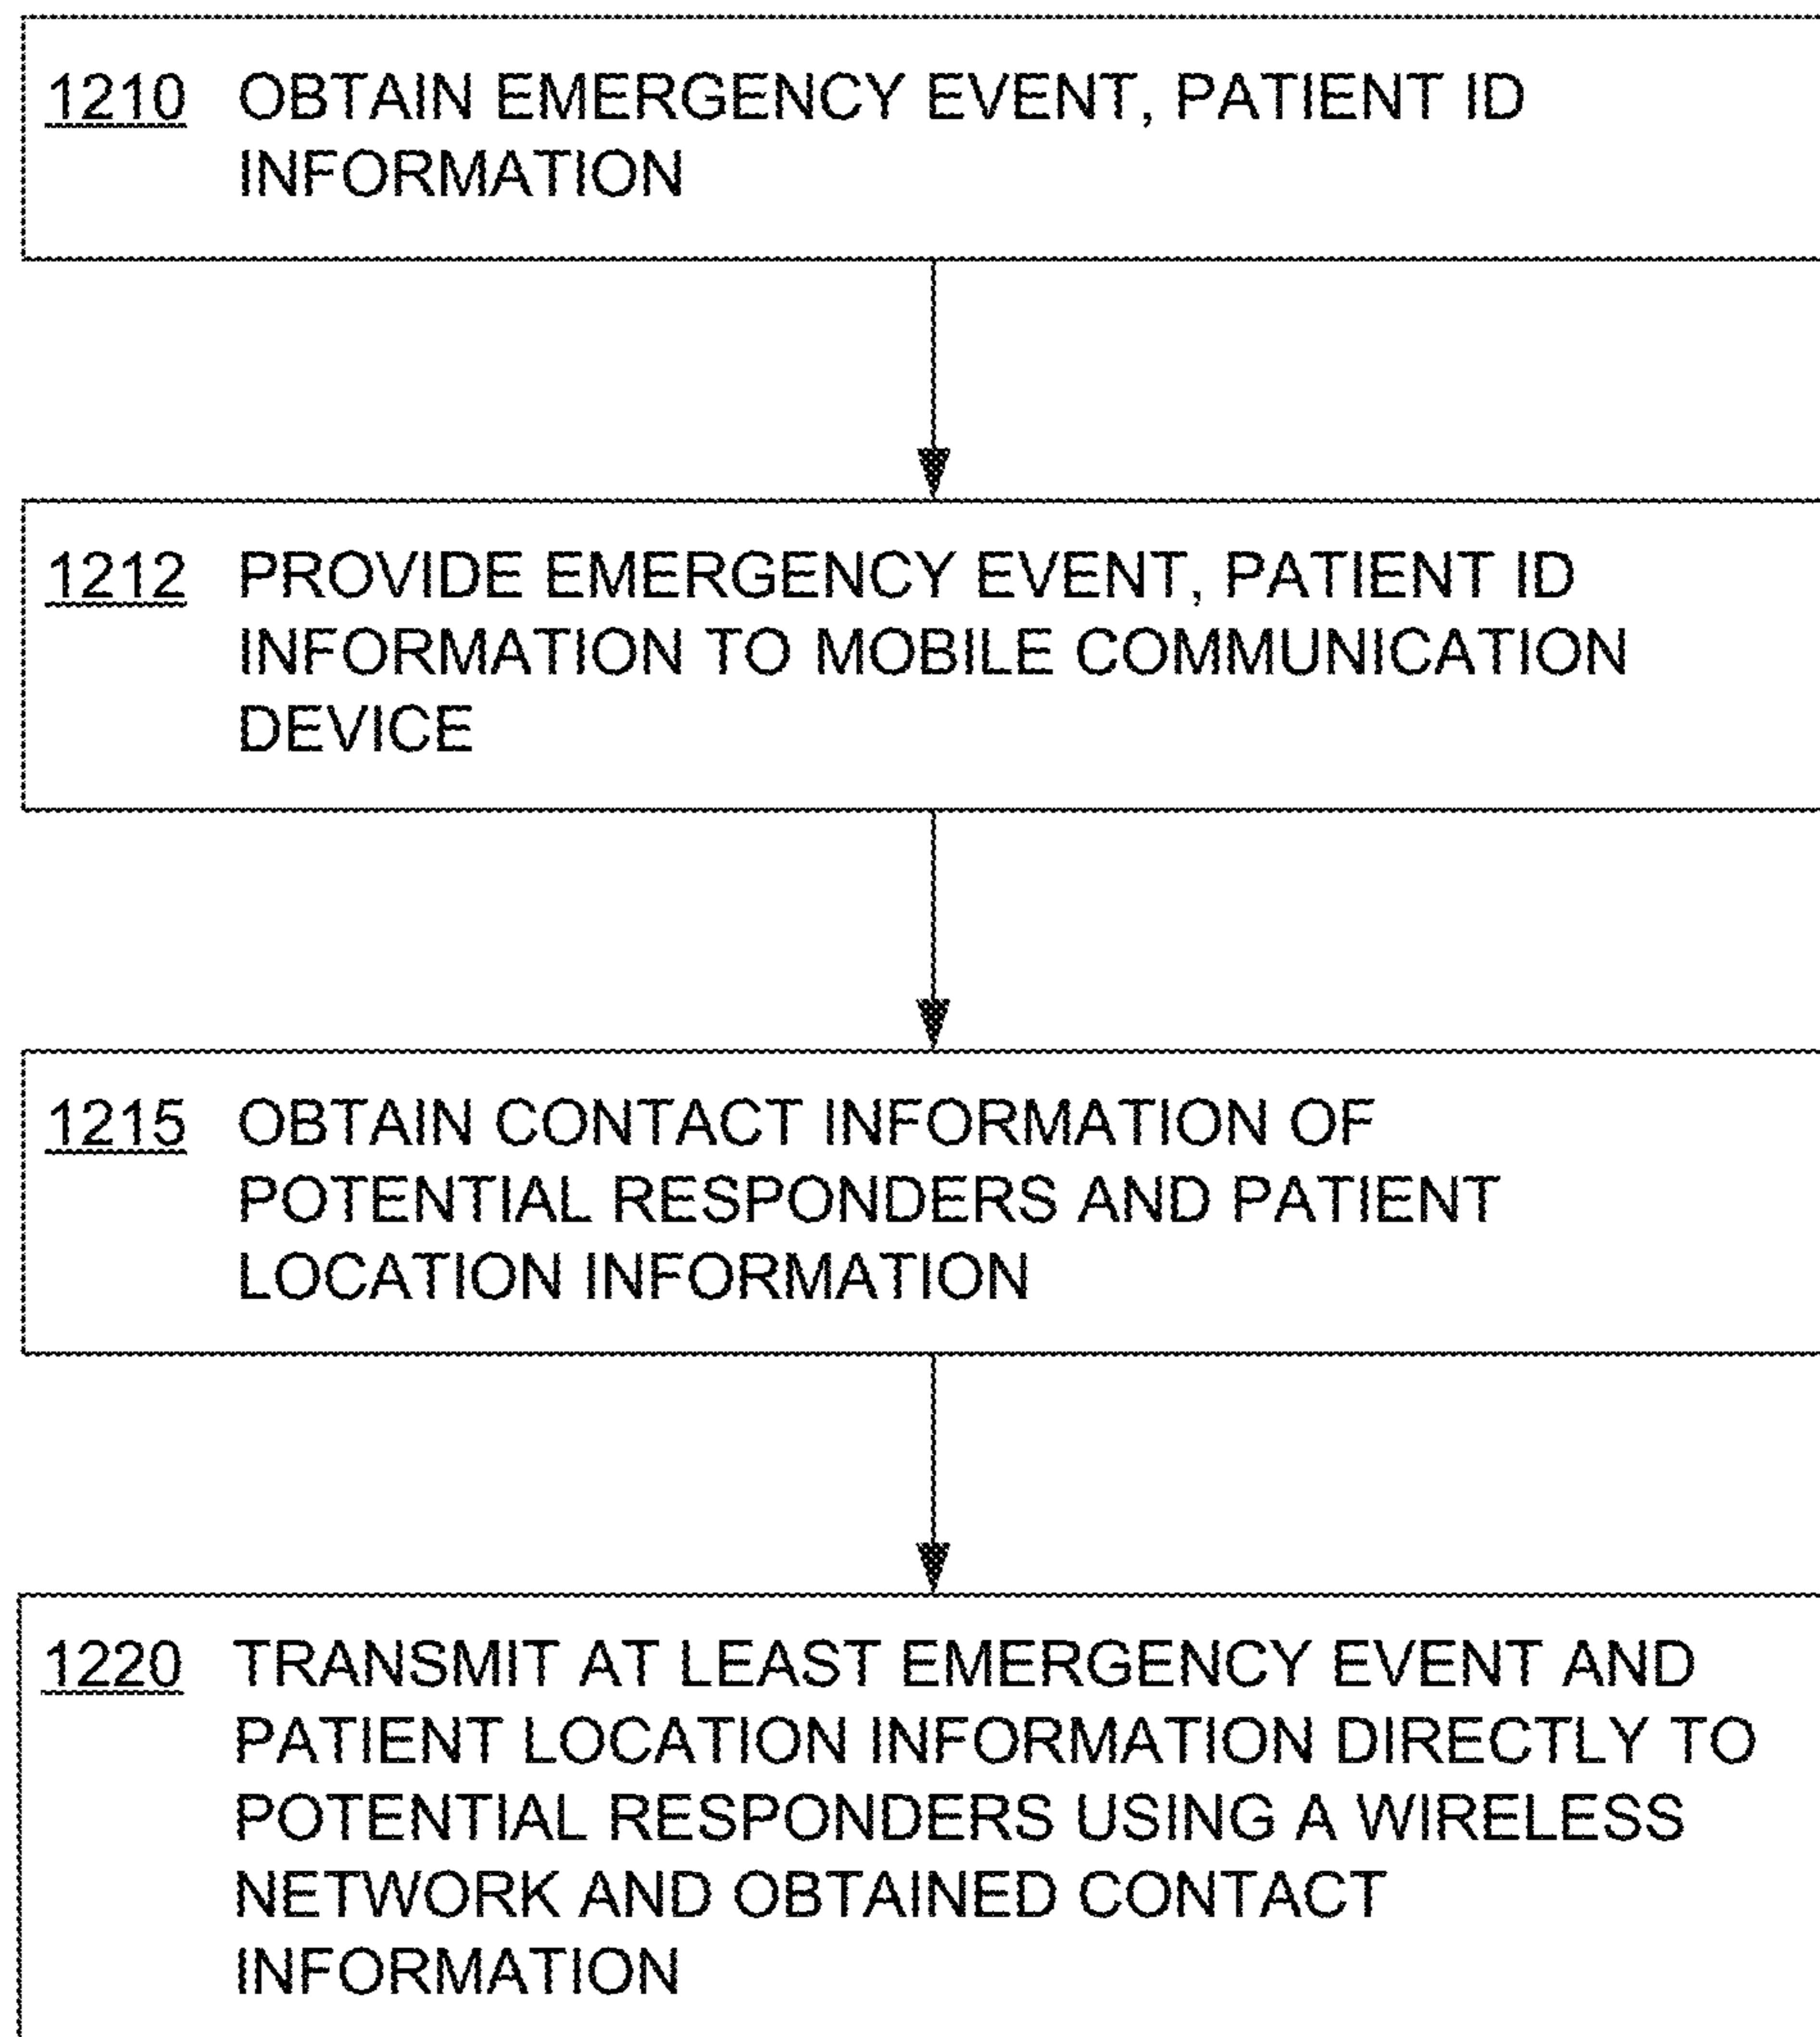 1210 OBTAIN EMERGENCY EVENT, PATIENT ID
INFORMATION
1212 PROVIDE EMERGENCY EVENT, PATIENT ID
INFORMATION TO MOBILE COMMUNICATION
DEVICE
1215 OBTAIN CONTACT INFORMATION OF
POTENTIAL RESPONDERS AND PATIENT
LOCATION INFORMATION
1220 TRANSMIT AT LEAST EMERGENCY EVENT AND
PATIENT LOCATION INFORMATION DIRECTLY TO
POTENTIAL RESPONDERS USING A WIRELESS
NETWORK AND OBTAINED CONTACT
INFORMATION